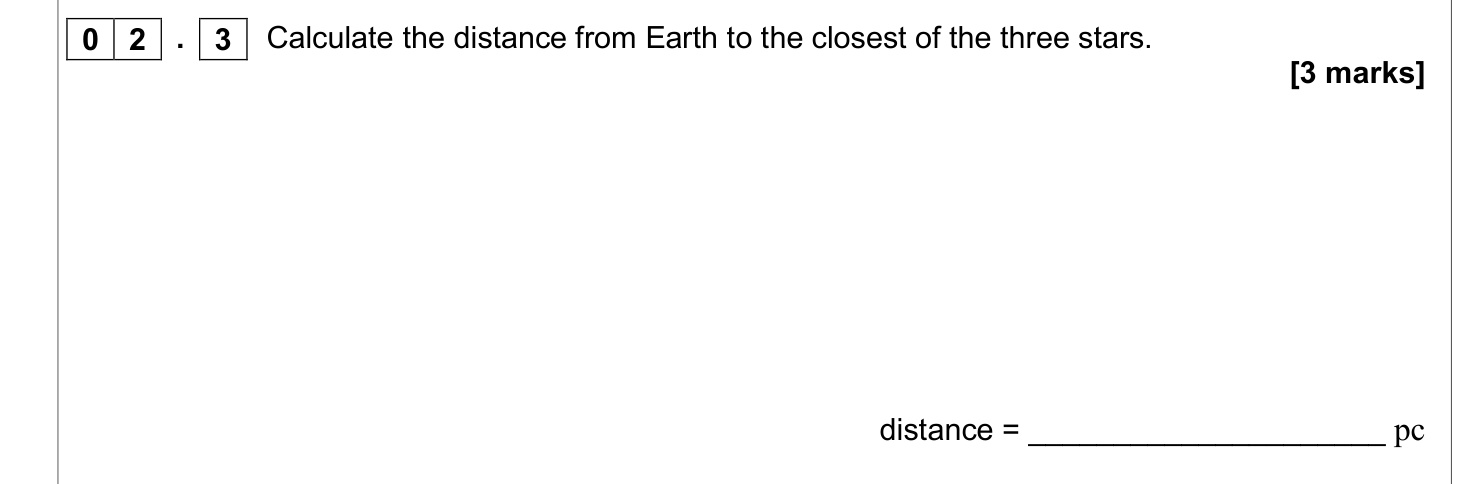 0 2 . 3 Calculate the distance from Earth to the closest of the three stars.
[3 marks]
distance = ____________________ pc